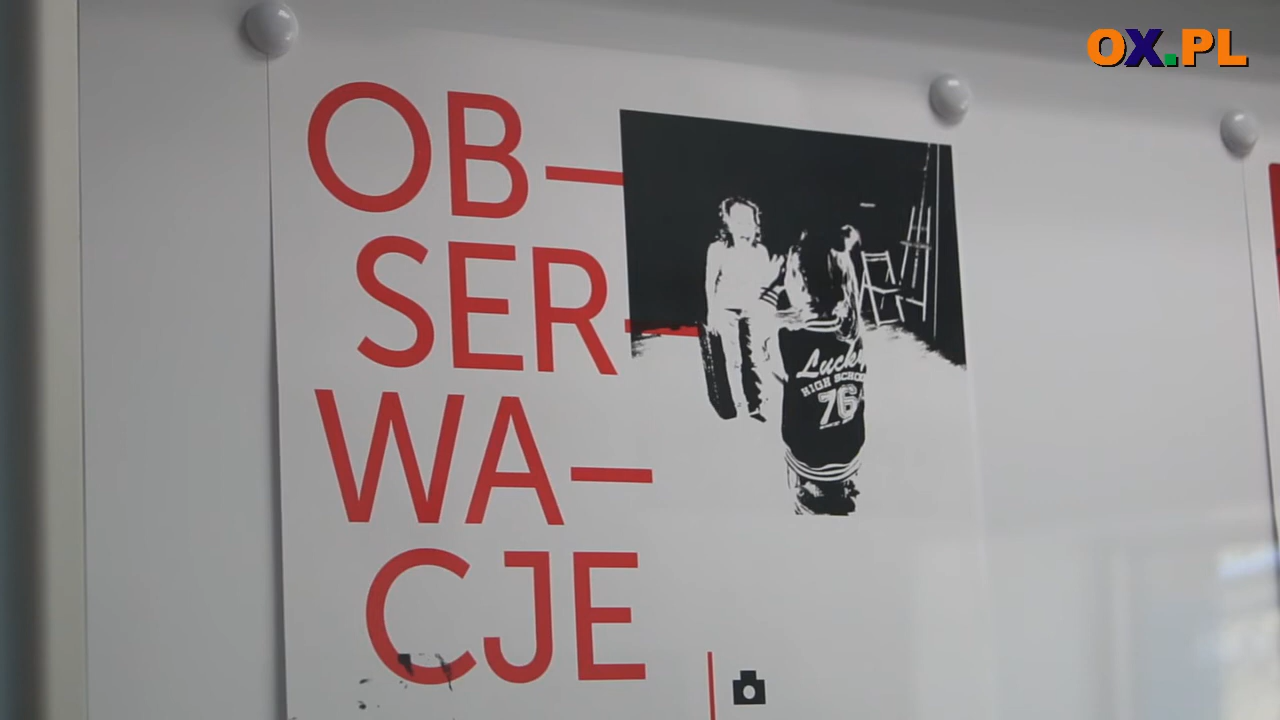 OX.PL
OB-
SER-
WA-
CJE
Lucky
HIGH SCHOOL
76